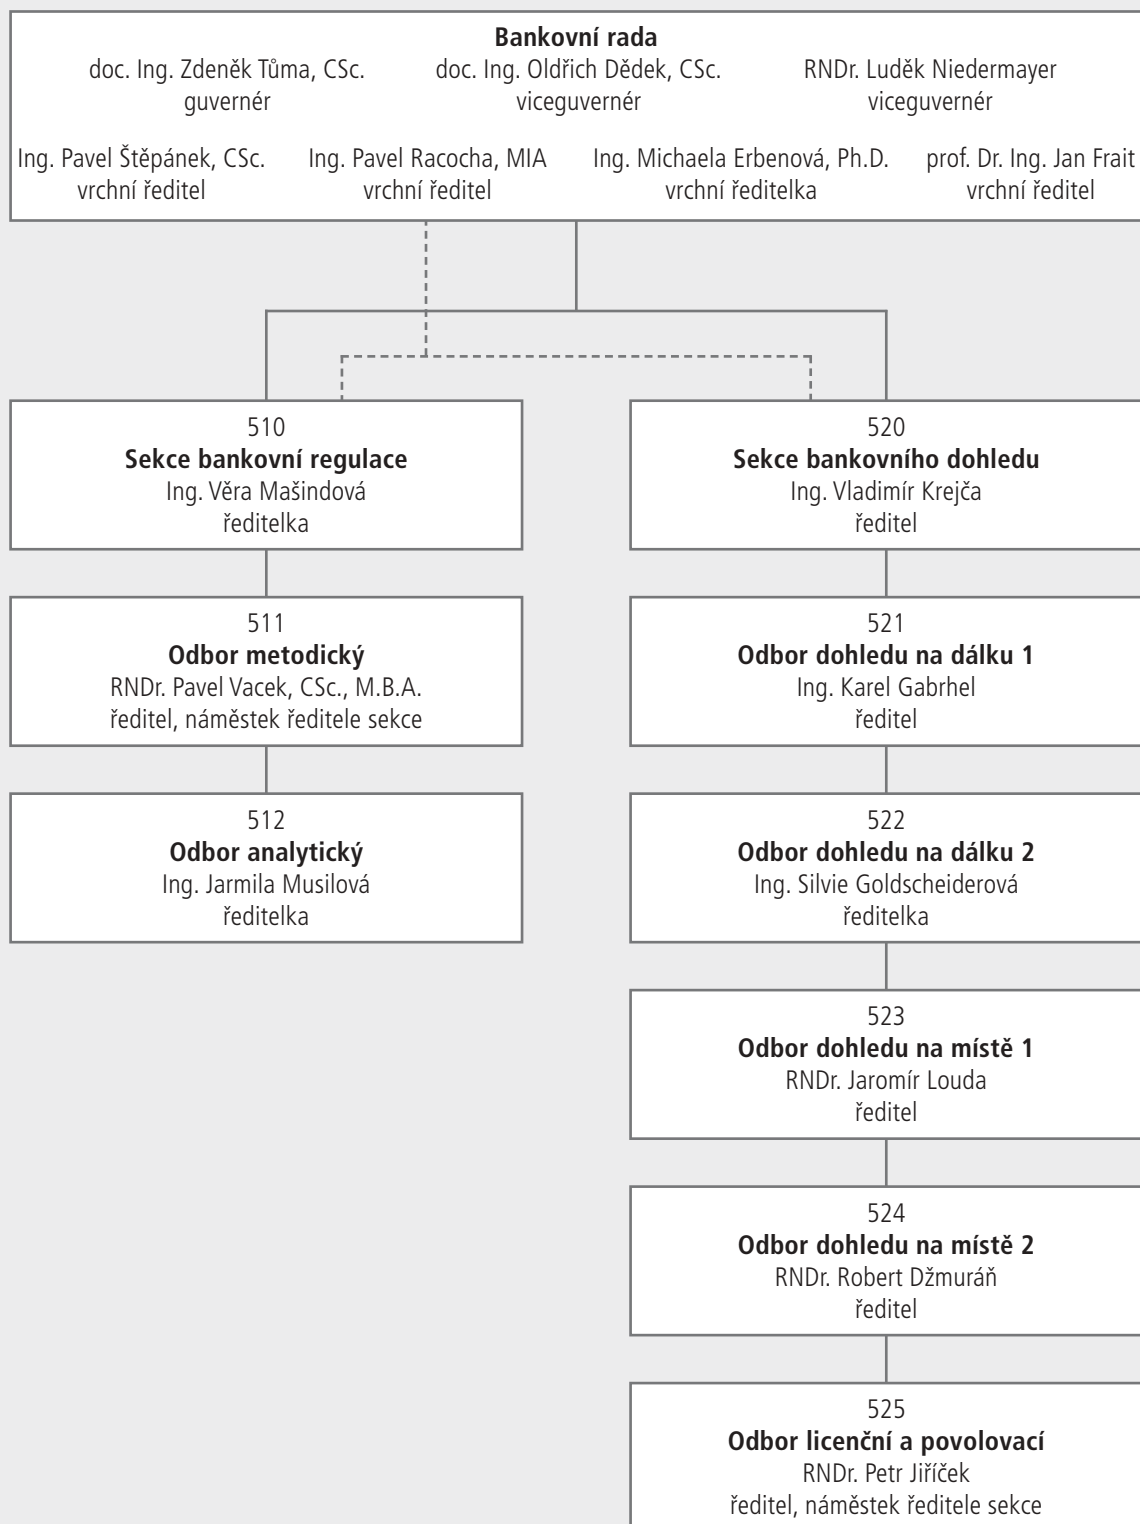 Bankovní rada
doc. Ing. Zdeněk Tůma, CSc. doc. Ing. Oldřich Dědek, CSc. RNDr. Luděk Niedermayer
guvernér viceguvernér viceguvernér
Ing. Pavel Štěpánek, CSc. Ing. Pavel Racocha, MIA Ing. Michaela Erbenová, Ph.D. prof. Dr. Ing. Jan Frait
vrchní ředitel vrchní ředitel vrchní ředitelka vrchní ředitel
510
Sekce bankovní regulace
Ing. Věra Mašindová
ředitelka
511
Odbor metodický
RNDr. Pavel Vacek, CSc., M.B.A.
ředitel, náměstek ředitele sekce
512
Odbor analytický
Ing. Jarmila Musilová
ředitelka
520
Sekce bankovního dohledu
Ing. Vladimír Krejča
ředitel
521
Odbor dohledu na dálku 1
Ing. Karel Gabrhel
ředitel
522
Odbor dohledu na dálku 2
Ing. Silvie Goldscheiderová
ředitelka
523
Odbor dohledu na místě 1
RNDr. Jaromír Louda
ředitel
524
Odbor dohledu na místě 2
RNDr. Robert Džmuráň
ředitel
525
Odbor licenční a povolovací
RNDr. Petr Jiříček
ředitel, náměstek ředitele sekce